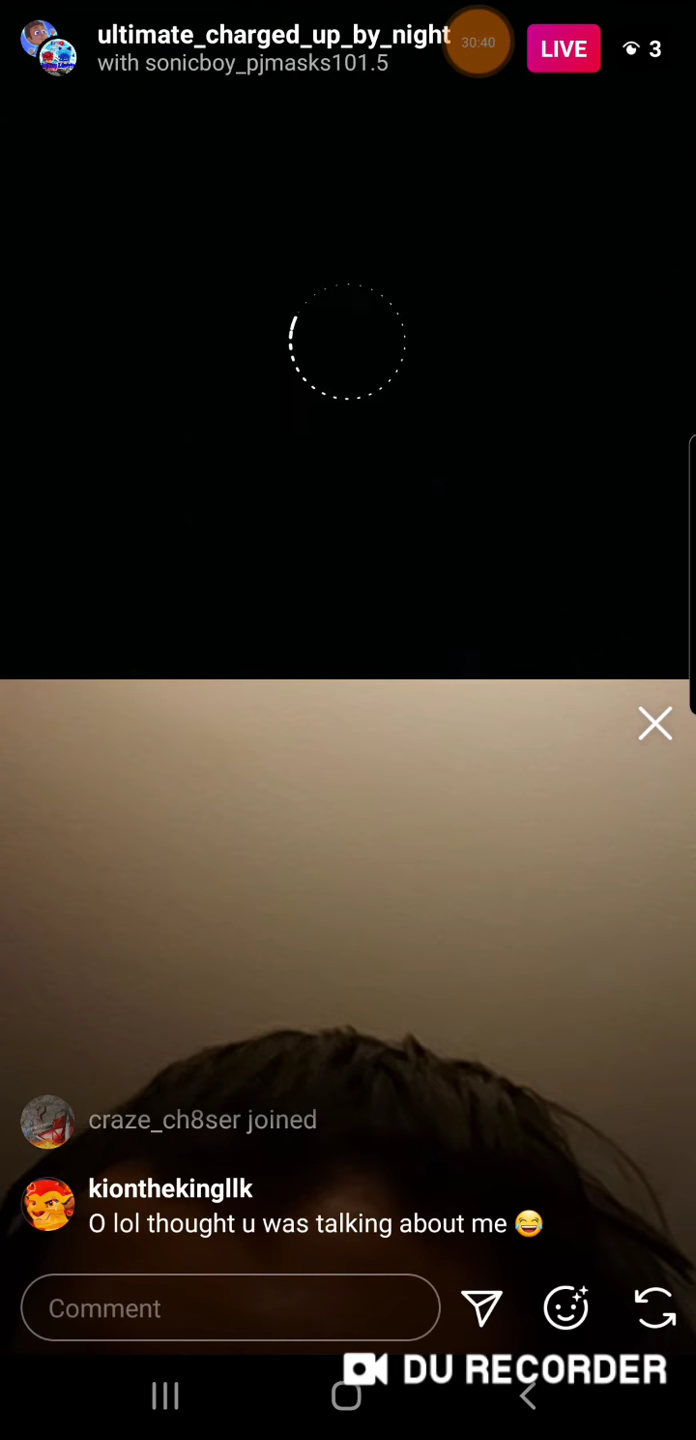 ultimate_charged_up_by_night
with sonicboy_pjmasks101.5
30:40
LIVE
3
craze_ch8ser joined
kionthekingllk
O lol thought u was talking about me 😂
Comment
DU RECORDER